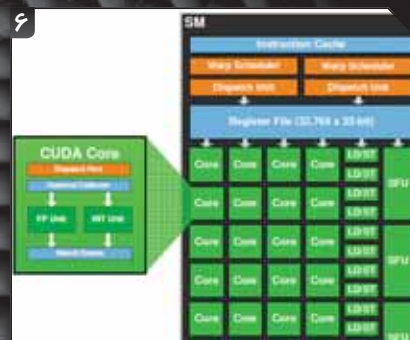 ۶
SM
Instruction Cache
Warp Scheduler Warp Scheduler
Dispatch Unit Dispatch Unit
Register File (32,768 x 32-bit)
CUDA Core
Dispatch Port
Operand Collector
FP Unit INT Unit
Result Queue
Core Core Core Core LD/ST
LD/ST
SFU
Core Core Core Core LD/ST
LD/ST
Core Core Core Core LD/ST
LD/ST
SFU
Core Core Core Core LD/ST
LD/ST
Core Core Core Core LD/ST
LD/ST
SFU